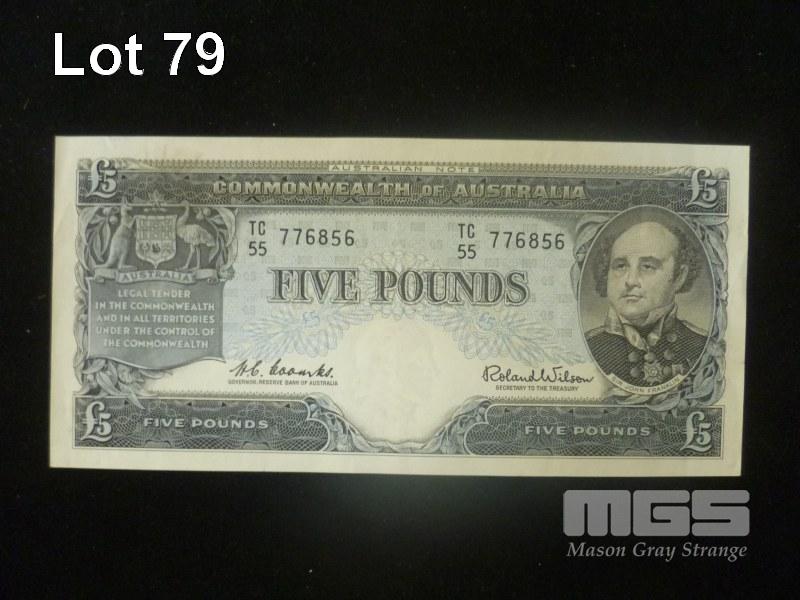 Lot 79
AUSTRALIAN NOTE
£5 COMMONWEALTH OF AUSTRALIA £5
TC 55 776856
TC 55 776856
AUSTRALIA
FIVE POUNDS
LEGAL TENDER
IN THE COMMONWEALTH
AND IN ALL TERRITORIES
UNDER THE CONTROL OF
THE COMMONWEALTH
£5 £5
H.C. Coombs.
GOVERNOR, RESERVE BANK OF AUSTRALIA
Roland Wilson
SECRETARY TO THE TREASURY
SIR JOHN FRANKLIN
£5 FIVE POUNDS FIVE POUNDS £5
MGS
Mason Gray Strange